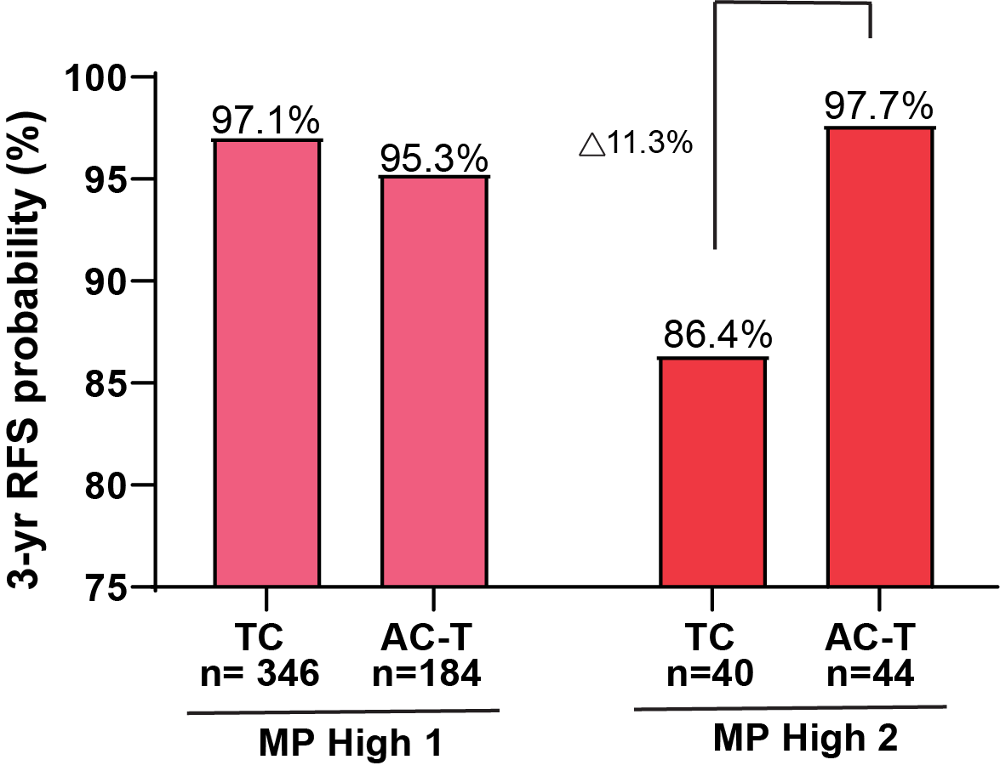 3-yr RFS probability (%)
100
95
90
85
80
75
97.1%
95.3%
△11.3%
86.4%
97.7%
TC
n= 346
AC-T
n=184
TC
n=40
AC-T
n=44
MP High 1
MP High 2